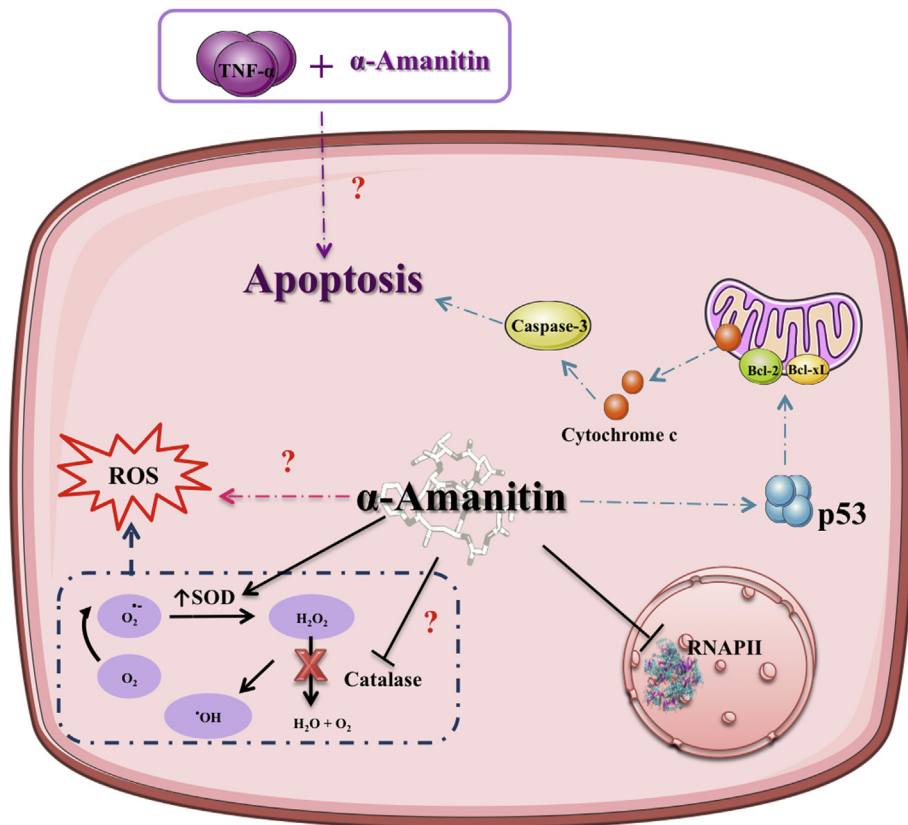 TNF-α + α-Amanitin
?
Apoptosis
Caspase-3
Bcl-2 Bcl-xL
Cytochrome c
ROS
?
α-Amanitin
p53
O₂•⁻
↑SOD
H₂O₂
?
RNAPII
O₂
Catalase
•OH
H₂O + O₂